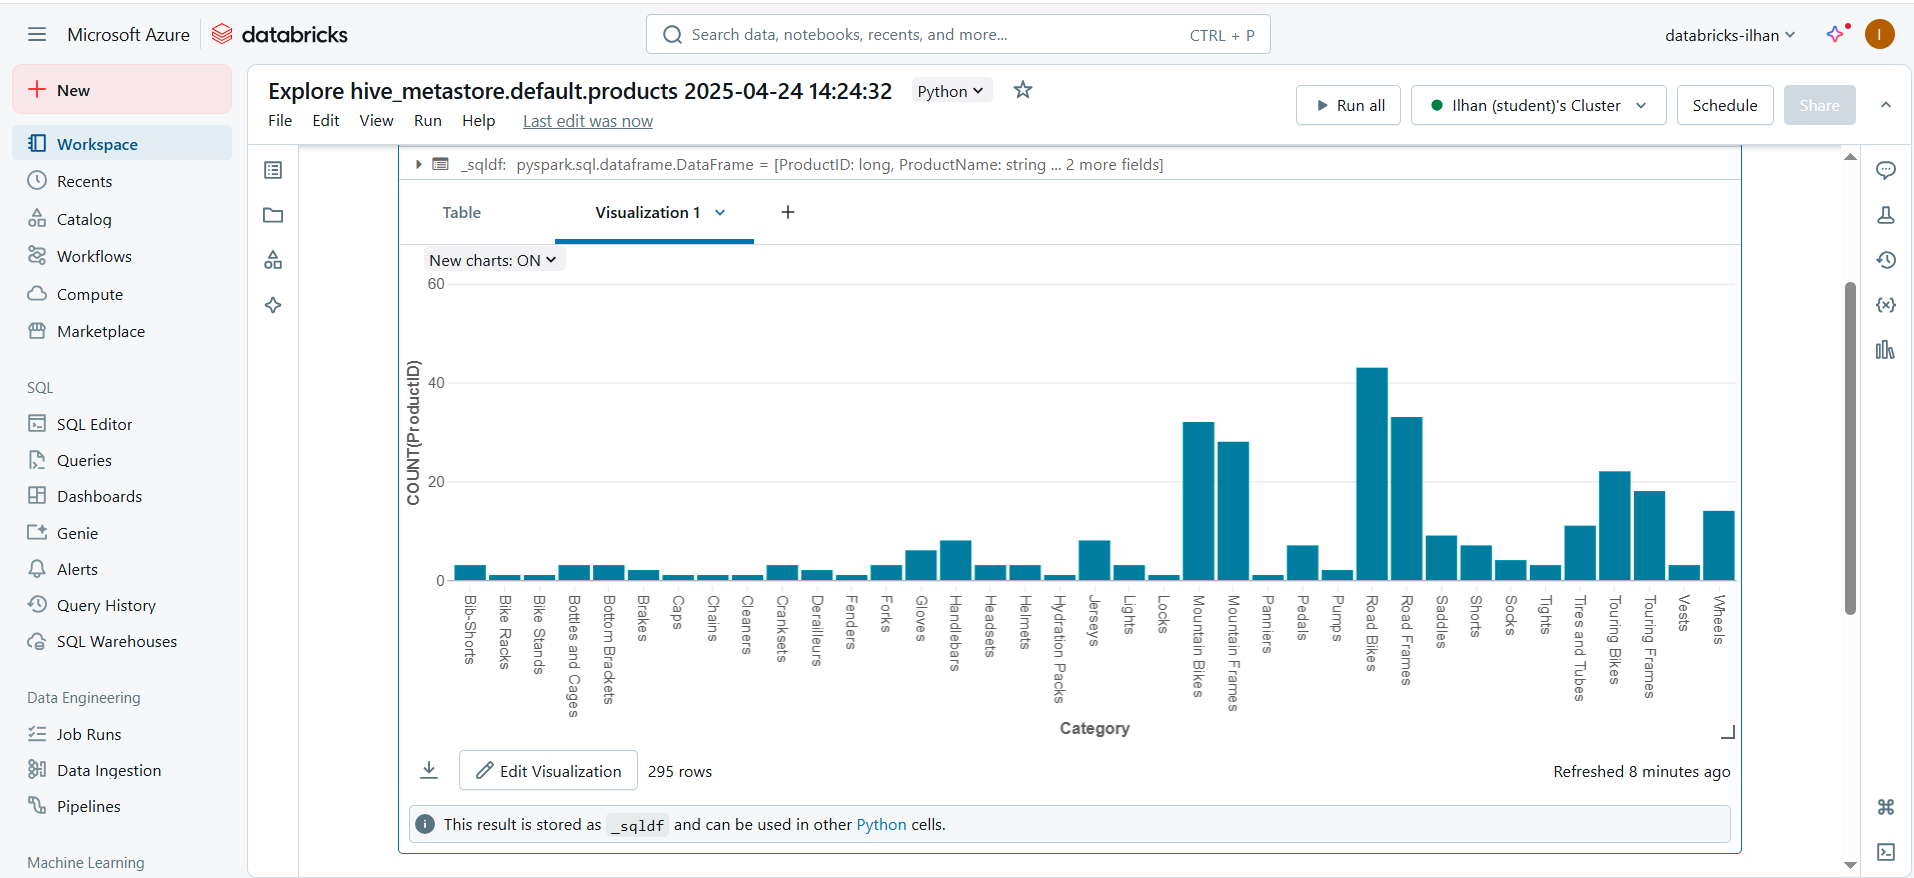 Microsoft Azure
databricks
Search data, notebooks, recents, and more...
CTRL + P
databricks-ilhan
I
New
Workspace
Recents
Catalog
Workflows
Compute
Marketplace
SQL
SQL Editor
Queries
Dashboards
Genie
Alerts
Query History
SQL Warehouses
Data Engineering
Job Runs
Data Ingestion
Pipelines
Machine Learning
Explore hive_metastore.default.products 2025-04-24 14:24:32
Python
File Edit View Run Help Last edit was now
Run all
Ilhan (student)'s Cluster
Schedule
Share
_sqldf: pyspark.sql.dataframe.DataFrame = [ProductID: long, ProductName: string ... 2 more fields]
Table
Visualization 1
+
New charts: ON
COUNT(ProductID)
60
40
20
0
Bib-Shorts
Bike Racks
Bike Stands
Bottles and Cages
Bottom Brackets
Brakes
Caps
Chains
Cleaners
Cranksets
Derailleurs
Fenders
Forks
Gloves
Handlebars
Headsets
Helmets
Hydration Packs
Jerseys
Lights
Locks
Mountain Bikes
Mountain Frames
Panniers
Pedals
Pumps
Road Bikes
Road Frames
Saddles
Shorts
Socks
Tights
Tires and Tubes
Touring Bikes
Touring Frames
Vests
Wheels
Category
Edit Visualization
295 rows
Refreshed 8 minutes ago
This result is stored as _sqldf and can be used in other Python cells.